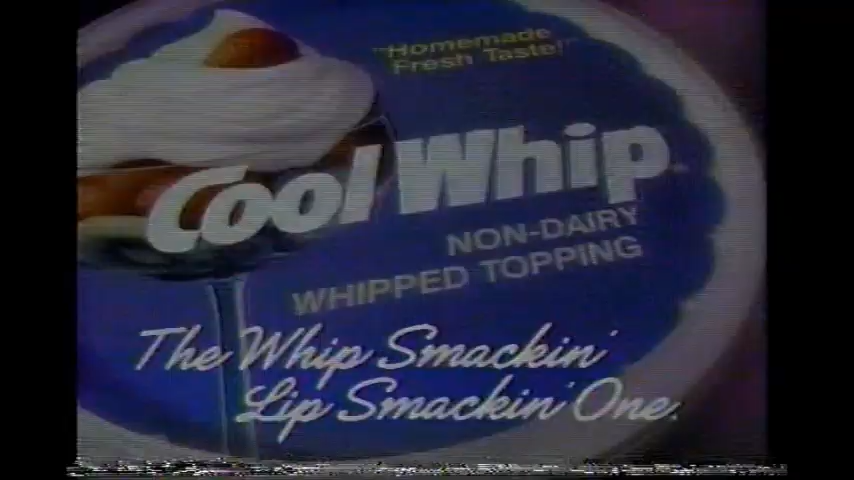 "Homemade
Fresh Taste!"
Cool Whip
NON-DAIRY
WHIPPED TOPPING
The Whip Smackin'
Lip Smackin' One.